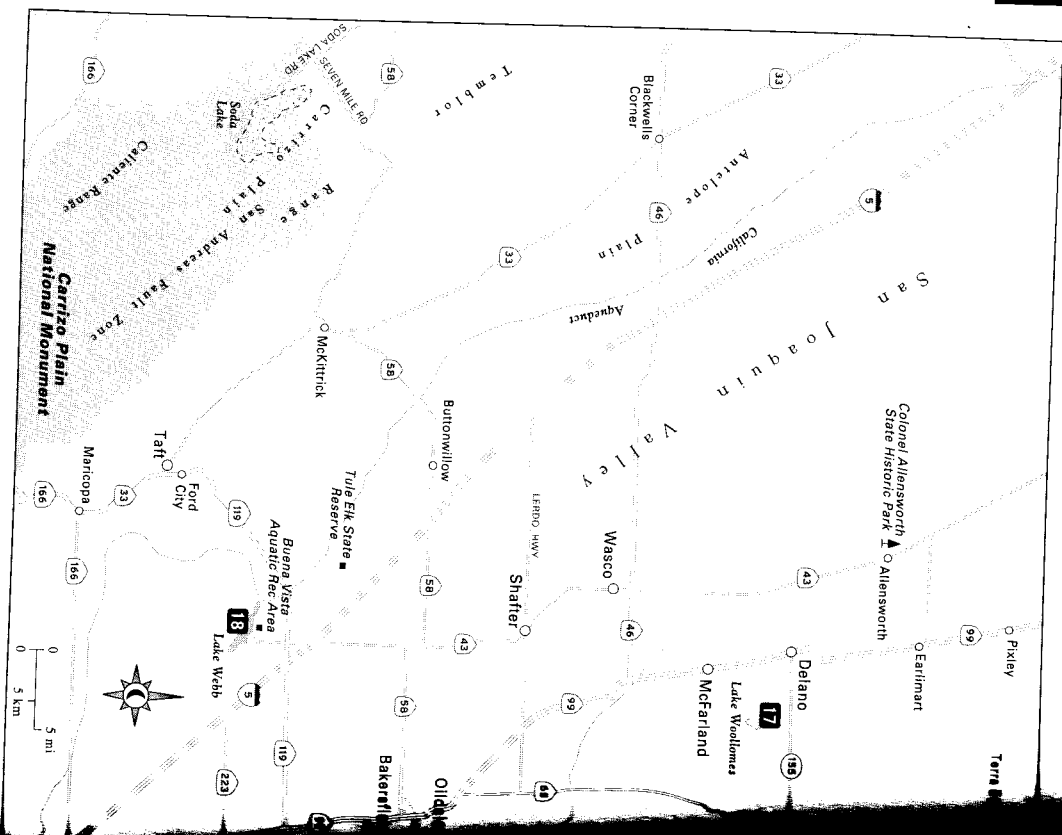 Pixley
99
Terra
Earlimart
Colonel Allensworth
State Historic Park
Allensworth
San Joaquin Valley
5
33
43
Delano
155
17
Lake Woollomes
McFarland
Antelope Plain
California Aqueduct
Blackwells
Corner
46
46
Wasco
99
65
LERDO HWY
Shafter
33
43
Temblor Range
Buttonwillow
58
58
58
58
Tule Elk State
Reserve
McKittrick
SEVEN MILE RD
SODA LAKE RD
Carrizo Plain
Soda
Lake
San Andreas Fault Zone
Buena Vista
Aquatic Rec Area
18
Lake Webb
5
119
119
223
Ford
City
Taft
33
Caliente Range
166
Maricopa
166
166
Carrizo Plain
National Monument
0 5 mi
0 5 km